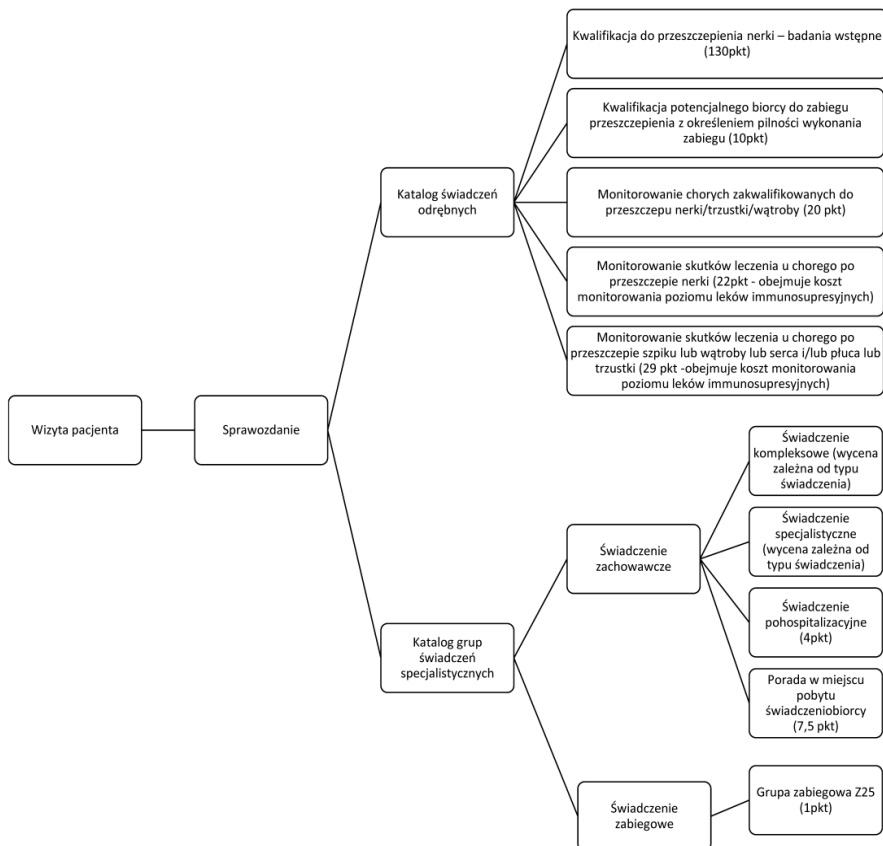 Kwalifikacja do przeszczepienia nerki – badania wstępne
(130pkt)
Kwalifikacja potencjalnego biorcy do zabiegu
przeszczepienia z określeniem pilności wykonania
zabiegu (10pkt)
Katalog świadczeń
odrębnych
Monitorowanie chorych zakwalifikowanych do
przeszczepu nerki/trzustki/wątroby (20 pkt)
Monitorowanie skutków leczenia u chorego po
przeszczepie nerki (22pkt - obejmuje koszt
monitorowania poziomu leków immunosupresyjnych)
Monitorowanie skutków leczenia u chorego po
przeszczepie szpiku lub wątroby lub serca i/lub płuca lub
trzustki (29 pkt -obejmuje koszt monitorowania
poziomu leków immunosupresyjnych)
Wizyta pacjenta
Sprawozdanie
Świadczenie
kompleksowe (wycena
zależna od typu
świadczenia)
Świadczenie
specjalistyczne
(wycena zależna od
typu świadczenia)
Świadczenie
zachowawcze
Świadczenie
pohospitalizacyjne
(4pkt)
Katalog grup
świadczeń
specjalistycznych
Porada w miejscu
pobytu
świadczeniobiorcy
(7,5 pkt)
Świadczenie
zabiegowe
Grupa zabiegowa Z25
(1pkt)